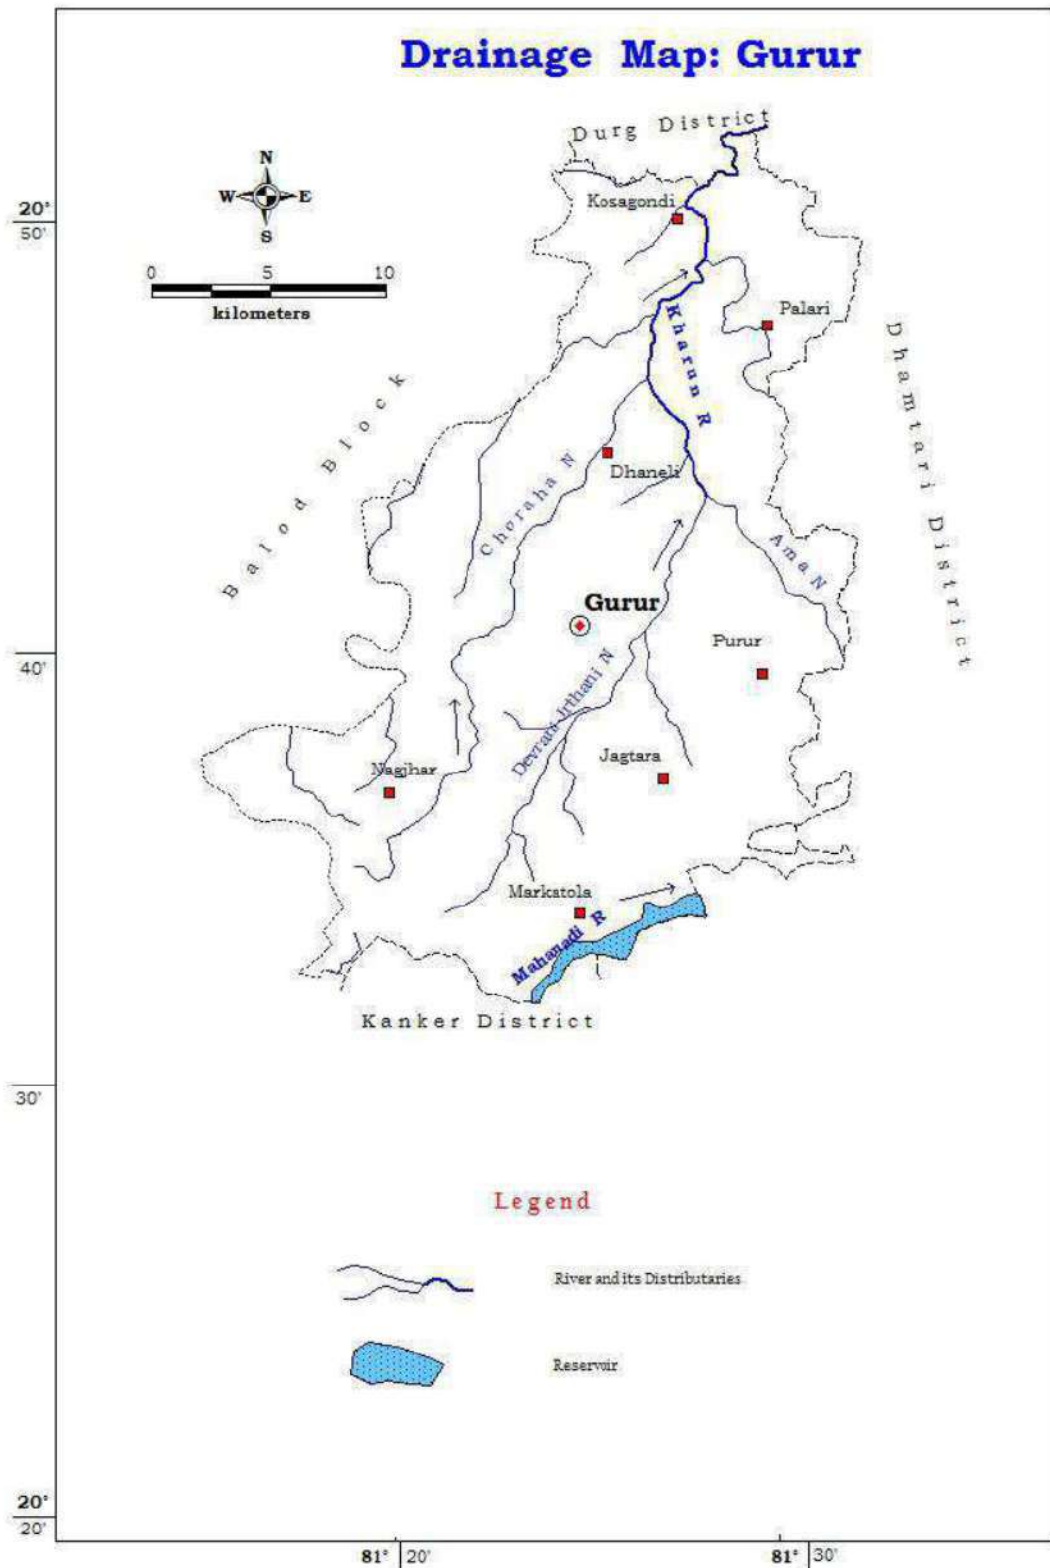 Drainage Map: Gurur
Durg District
N
W E
S
20°
50'
0 5 10
kilometers
Kosagondi
Palari
Kharun R
Balod Block
Dhamtari District
Choraha N
Dhaneli
Ama N
Gurur
40'
Purur
Devrani-Irthani N
Jagtara
Nagjhar
Markatola
Mahanadi R
Kanker District
30'
Legend
River and its Distributaries
Reservoir
20°
20'
81° 20' 81° 30'